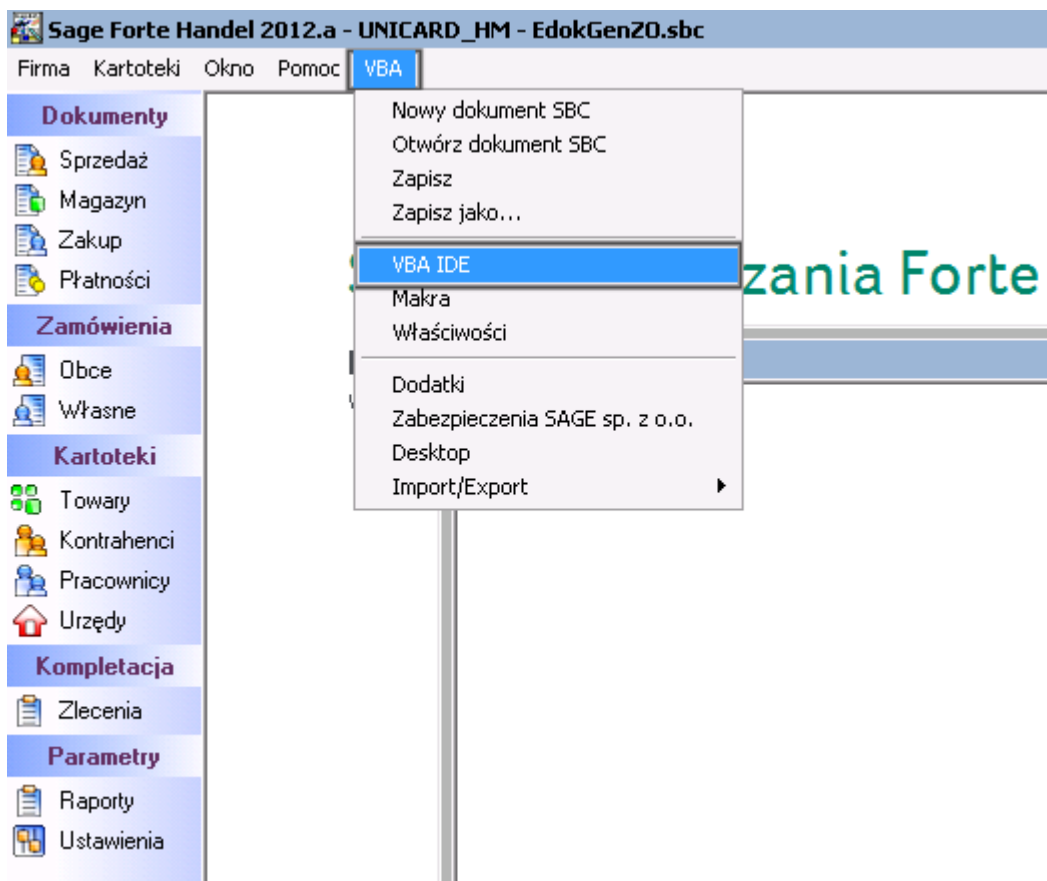 Sage Forte Handel 2012.a - UNICARD_HM - EdokGenZO.sbc
Firma Kartoteki Okno Pomoc VBA
Dokumenty
Sprzedaż
Magazyn
Zakup
Płatności
Zamówienia
Obce
Własne
Kartoteki
Towary
Kontrahenci
Pracownicy
Urzędy
Kompletacja
Zlecenia
Parametry
Raporty
Ustawienia
Nowy dokument SBC
Otwórz dokument SBC
Zapisz
Zapisz jako...
VBA IDE
Makra
Właściwości
Dodatki
Zabezpieczenia SAGE sp. z o.o.
Desktop
Import/Export
zania Forte